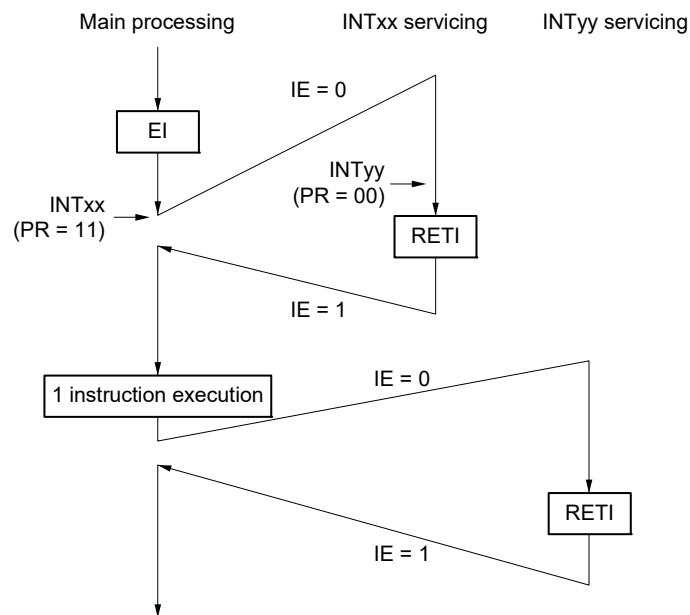 Main processing
INTxx servicing
INTyy servicing
IE = 0
EI
INTyy
(PR = 00)
INTxx
(PR = 11)
RETI
IE = 1
1 instruction execution
IE = 0
RETI
IE = 1